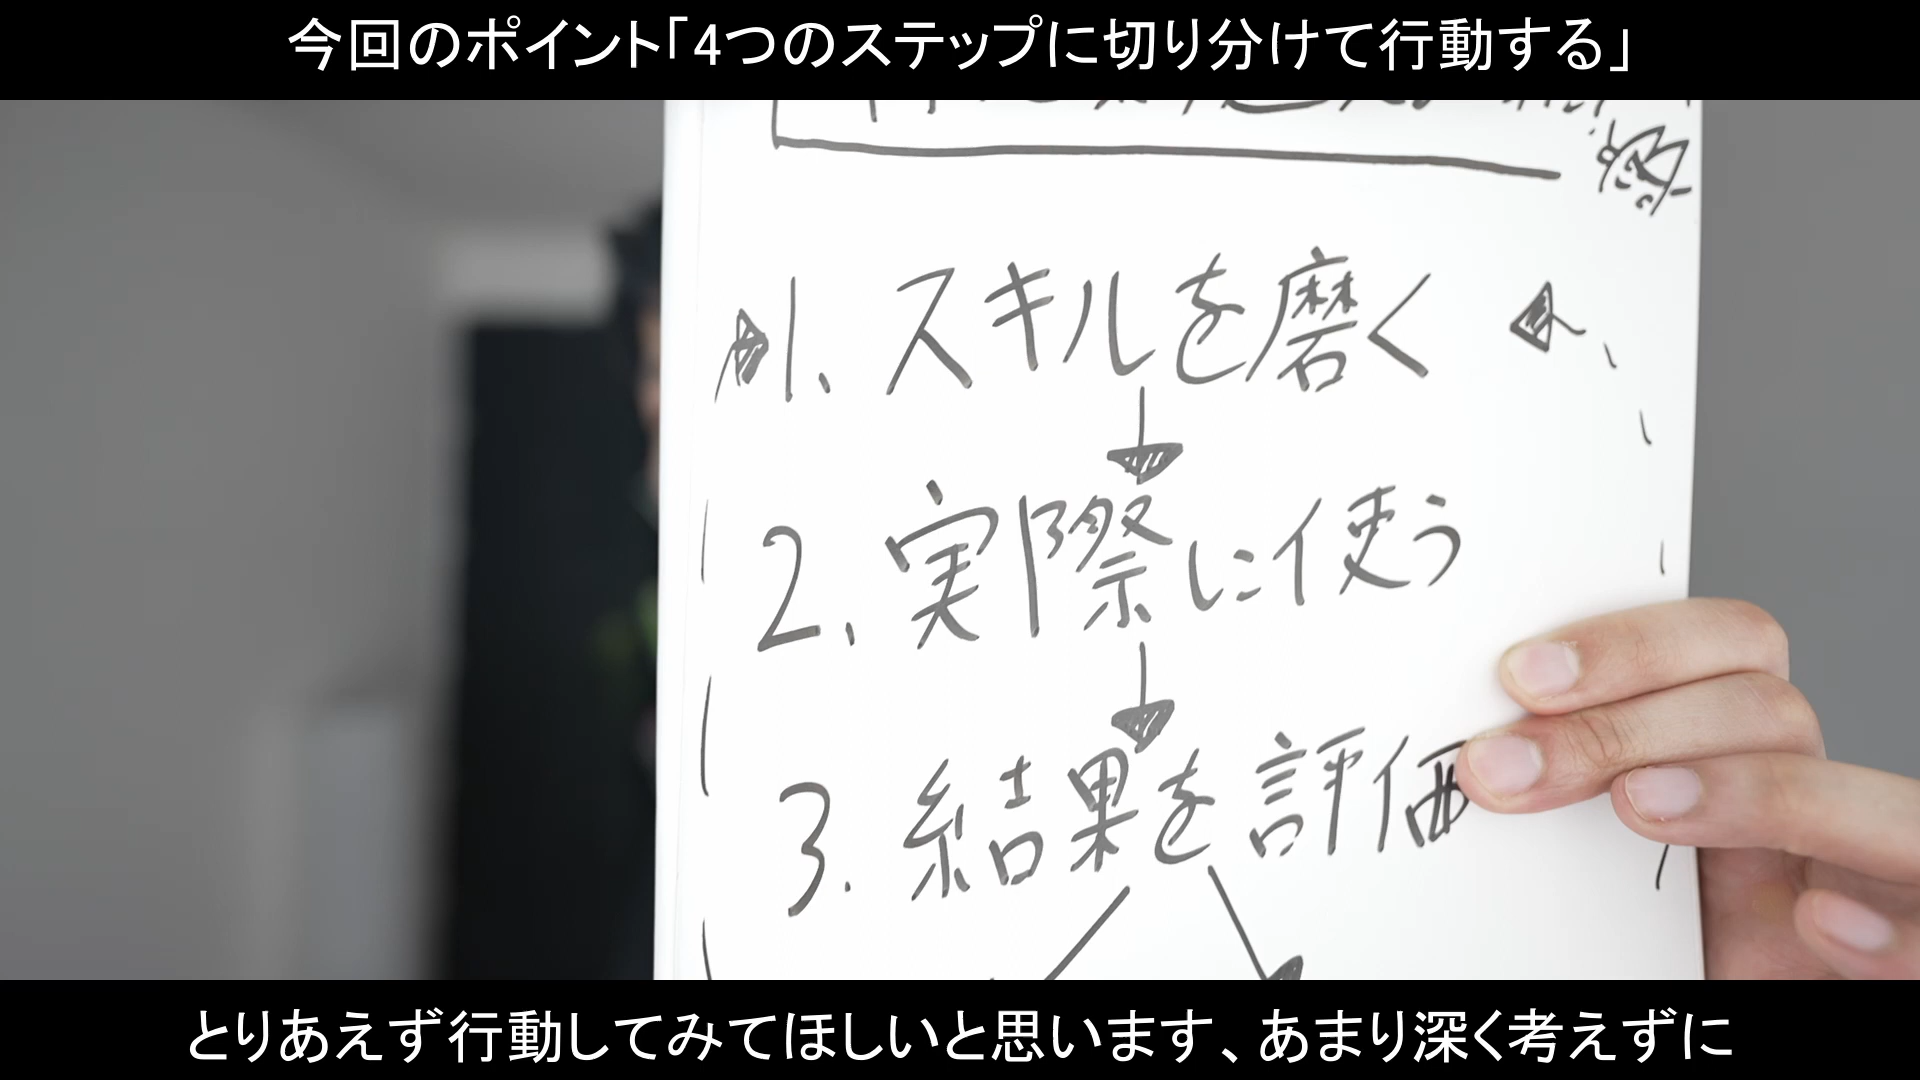 今回のポイント「4つのステップに切り分けて行動する」
1、スキルを磨く
2、実際に使う
3.結果を評価
とりあえず行動してみてほしいと思います、あまり深く考えずに